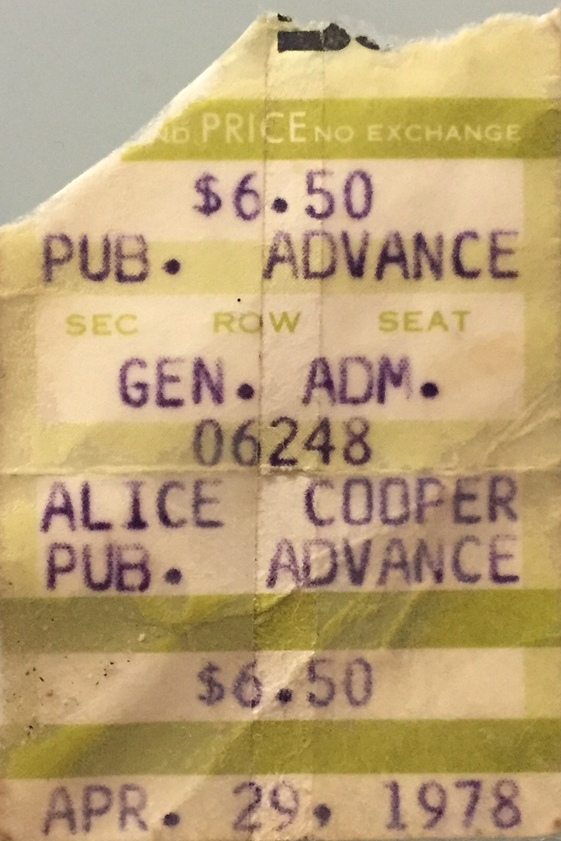 PRICE NO EXCHANGE
$6.50
PUB. ADVANCE
SEC ROW SEAT
GEN. ADM.
06248
ALICE COOPER
PUB. ADVANCE
$6.50
APR. 29, 1978